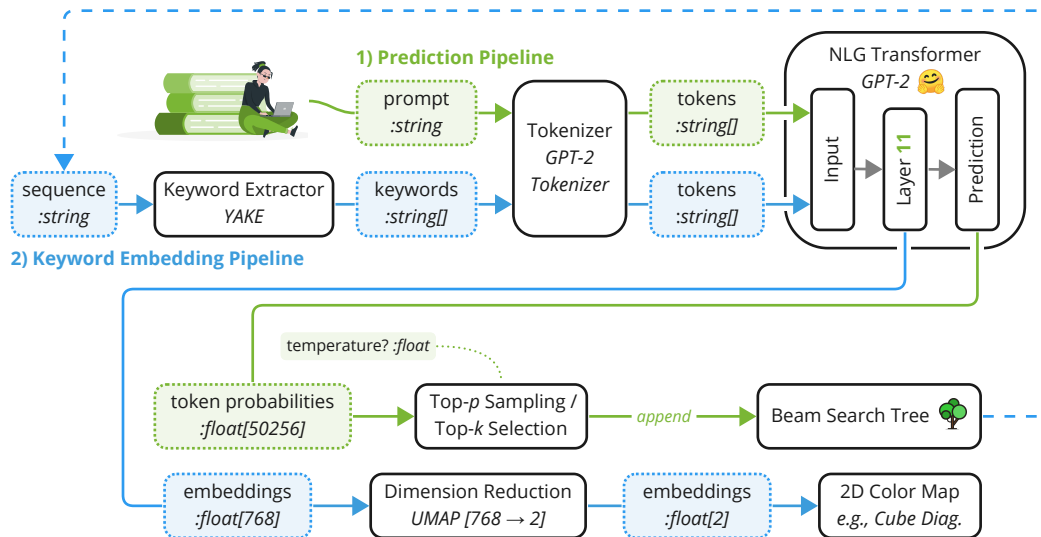 1) Prediction Pipeline
prompt
:string
Tokenizer
GPT-2
Tokenizer
tokens
:string[]
NLG Transformer
GPT-2 🤗
Input
Layer 11
Prediction
sequence
:string
Keyword Extractor
YAKE
keywords
:string[]
tokens
:string[]
2) Keyword Embedding Pipeline
temperature? :float
token probabilities
:float[50256]
Top-p Sampling /
Top-k Selection
append
Beam Search Tree
embeddings
:float[768]
Dimension Reduction
UMAP [768 → 2]
embeddings
:float[2]
2D Color Map
e.g., Cube Diag.